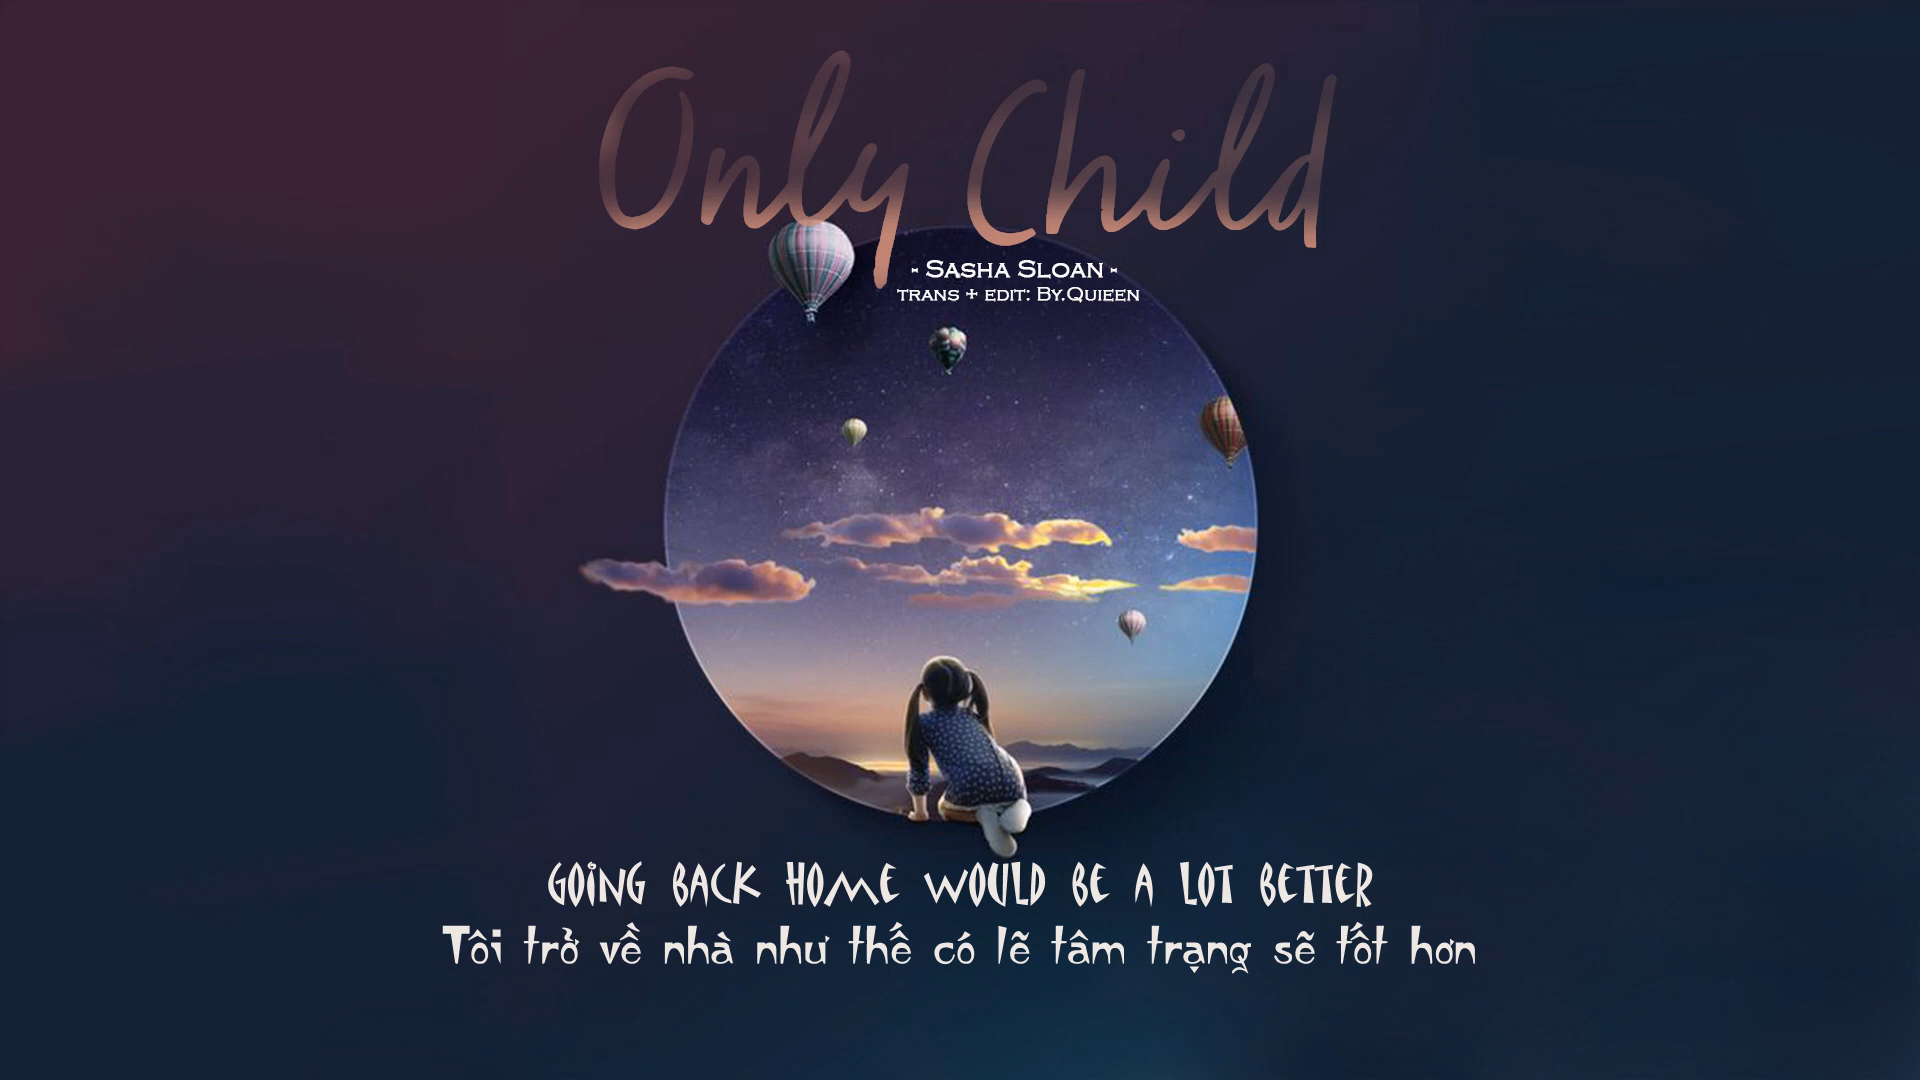 Only Child
- Sasha Sloan -
trans + edit: By.Quieen
GOING BACK HOME WOULD BE A LOT BETTER
Tôi trở về nhà như thế có lẽ tâm trạng sẽ tốt hơn